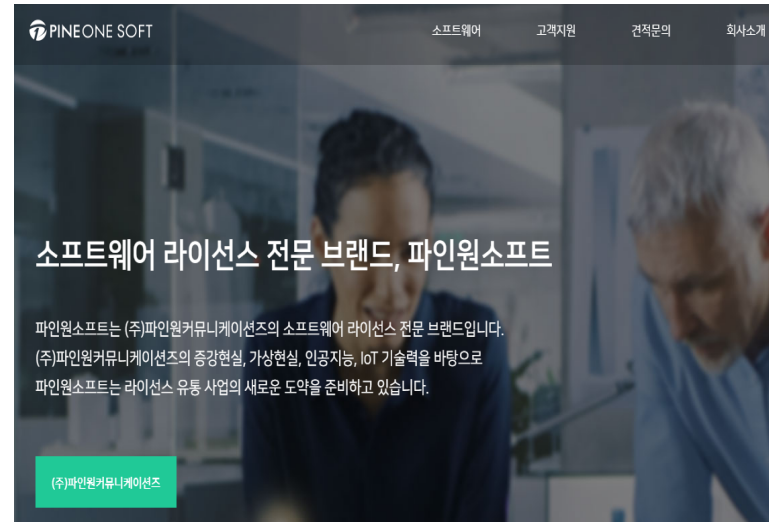 PINEONE SOFT
소프트웨어 고객지원 견적문의 회사소개
소프트웨어 라이선스 전문 브랜드, 파인원소프트
파인원소프트는 (주)파인원커뮤니케이션즈의 소프트웨어 라이선스 전문 브랜드입니다.
(주)파인원커뮤니케이션즈의 증강현실, 가상현실, 인공지능, IoT 기술력을 바탕으로
파인원소프트는 라이선스 유통 사업의 새로운 도약을 준비하고 있습니다.
(주)파인원커뮤니케이션즈